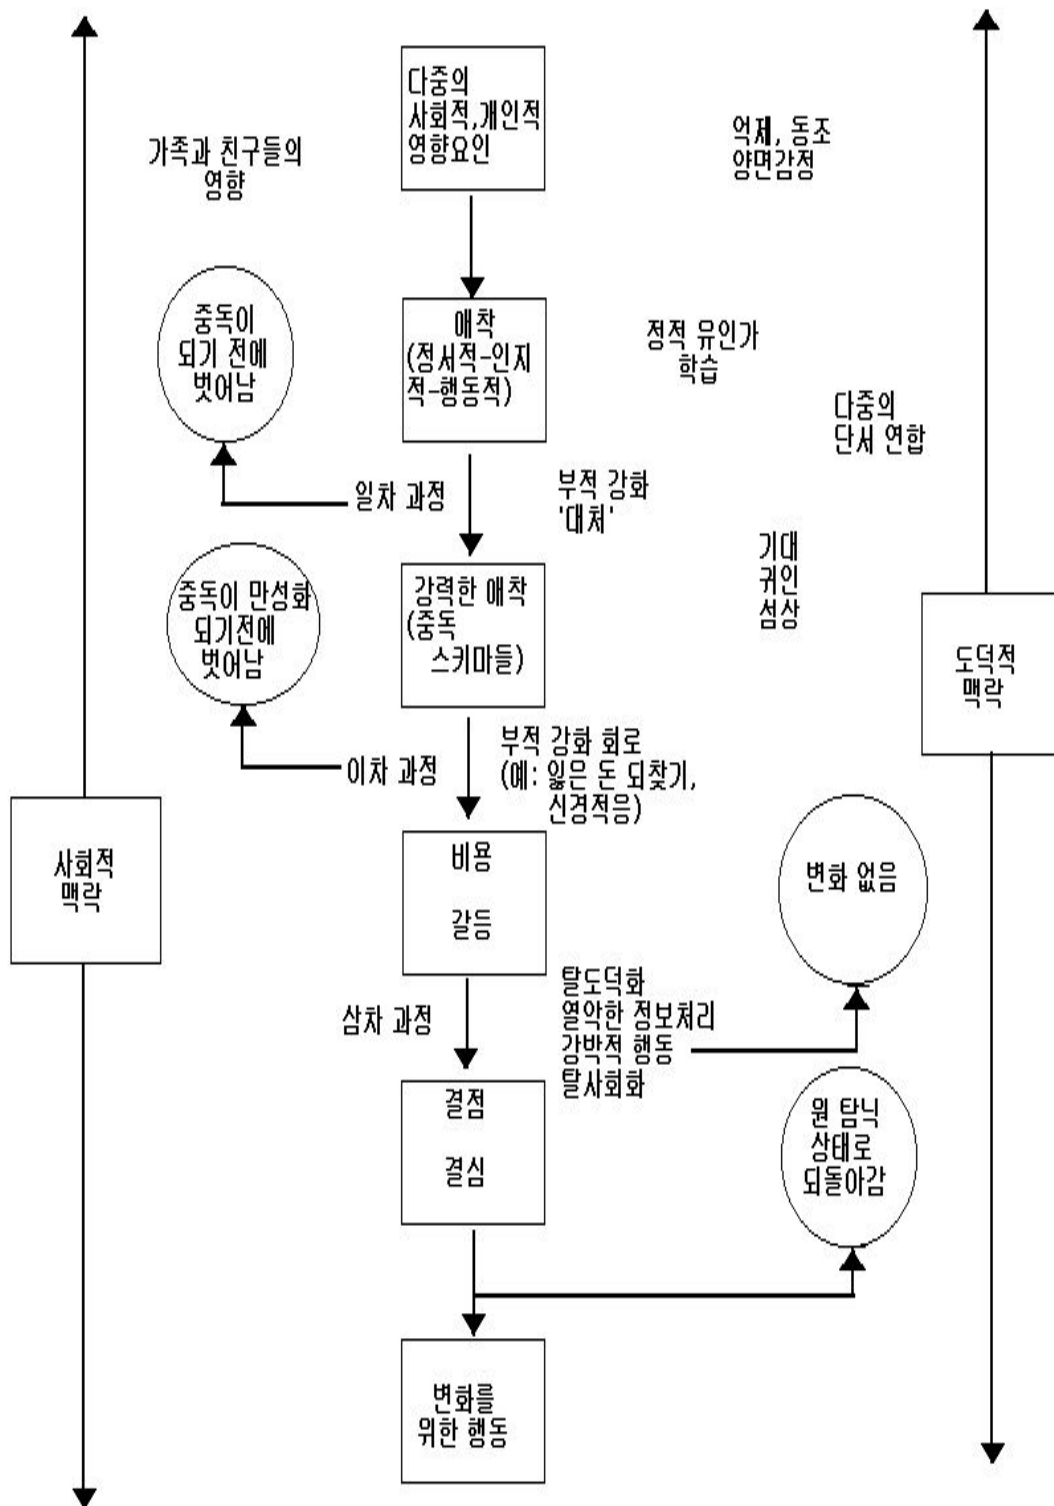 다중의
사회적,개인적
영향요인
가족과 친구들의
영향
억제, 동조
양면감정
중독이
되기 전에
벗어남
애착
(정서적-인지
적-행동적)
정적 유인가
학습
다중의
단서 연합
일차 과정
부적 강화
'대처'
기대
귀인
섬상
중독이 만성화
되기전에
벗어남
강력한 애착
(중독
스키마들)
도덕적
맥락
이차 과정
부적 강화 회로
(예: 잃은 돈 되찾기,
신경적응)
사회적
맥락
비용
갈등
변화 없음
삼차 과정
탈도덕화
열악한 정보처리
강박적 행동
탈사회화
결점
결심
원 탐닉
상태로
되돌아감
변화를
위한 행동